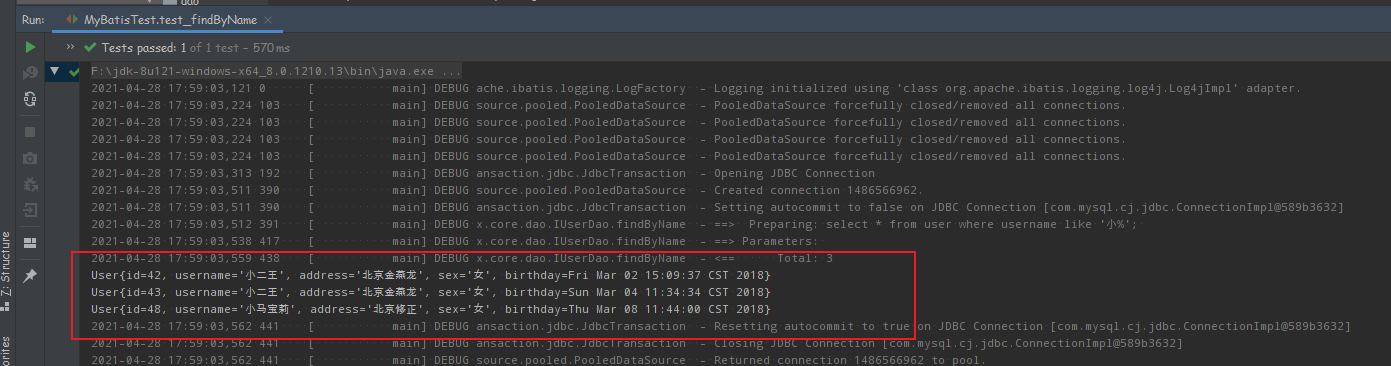 dao
Run:
MyBatisTest.test_findByName ×
» Tests passed: 1 of 1 test – 570 ms
F:\jdk-8u121-windows-x64_8.0.1210.13\bin\java.exe ...
2021-04-28 17:59:03,121 0 [ main] DEBUG ache.ibatis.logging.LogFactory - Logging initialized using 'class org.apache.ibatis.logging.log4j.Log4jImpl' adapter.
2021-04-28 17:59:03,224 103 [ main] DEBUG source.pooled.PooledDataSource - PooledDataSource forcefully closed/removed all connections.
2021-04-28 17:59:03,224 103 [ main] DEBUG source.pooled.PooledDataSource - PooledDataSource forcefully closed/removed all connections.
2021-04-28 17:59:03,224 103 [ main] DEBUG source.pooled.PooledDataSource - PooledDataSource forcefully closed/removed all connections.
2021-04-28 17:59:03,224 103 [ main] DEBUG source.pooled.PooledDataSource - PooledDataSource forcefully closed/removed all connections.
2021-04-28 17:59:03,313 192 [ main] DEBUG ansaction.jdbc.JdbcTransaction - Opening JDBC Connection
2021-04-28 17:59:03,511 390 [ main] DEBUG source.pooled.PooledDataSource - Created connection 1486566962.
2021-04-28 17:59:03,511 390 [ main] DEBUG ansaction.jdbc.JdbcTransaction - Setting autocommit to false on JDBC Connection [com.mysql.cj.jdbc.ConnectionImpl@589b3632]
2021-04-28 17:59:03,512 391 [ main] DEBUG x.core.dao.IUserDao.findByName - ==> Preparing: select * from user where username like '小%';
2021-04-28 17:59:03,538 417 [ main] DEBUG x.core.dao.IUserDao.findByName - ==> Parameters:
2021-04-28 17:59:03,559 438 [ main] DEBUG x.core.dao.IUserDao.findByName - <== Total: 3
User{id=42, username='小二王', address='北京金燕龙', sex='女', birthday=Fri Mar 02 15:09:37 CST 2018}
User{id=43, username='小二王', address='北京金燕龙', sex='女', birthday=Sun Mar 04 11:34:34 CST 2018}
User{id=48, username='小马宝莉', address='北京修正', sex='女', birthday=Thu Mar 08 11:44:00 CST 2018}
2021-04-28 17:59:03,562 441 [ main] DEBUG ansaction.jdbc.JdbcTransaction - Resetting autocommit to true on JDBC Connection [com.mysql.cj.jdbc.ConnectionImpl@589b3632]
2021-04-28 17:59:03,562 441 [ main] DEBUG ansaction.jdbc.JdbcTransaction - Closing JDBC Connection [com.mysql.cj.jdbc.ConnectionImpl@589b3632]
2021-04-28 17:59:03,562 441 [ main] DEBUG source.pooled.PooledDataSource - Returned connection 1486566962 to pool.
Z: Structure
orites